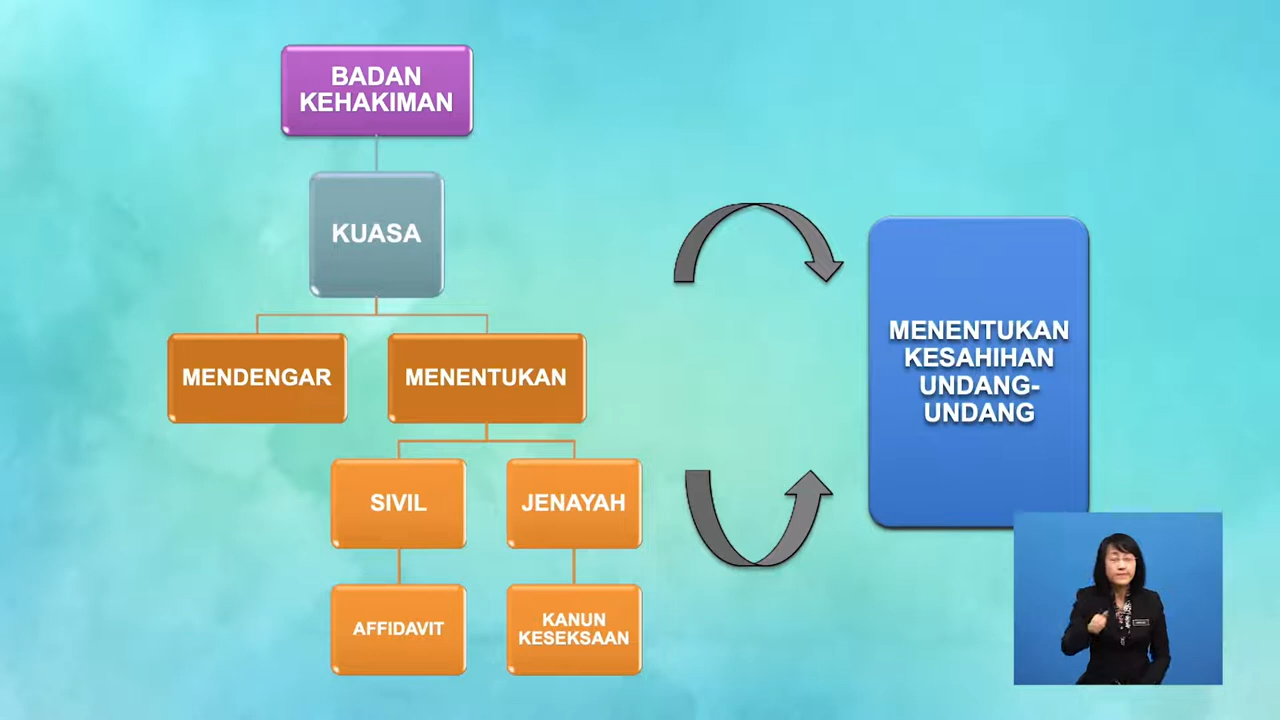 BADAN
KEHAKIMAN
KUASA
MENDENGAR
MENENTUKAN
SIVIL
JENAYAH
AFFIDAVIT
KANUN
KESEKSAAN
MENENTUKAN
KESAHIHAN
UNDANG-
UNDANG